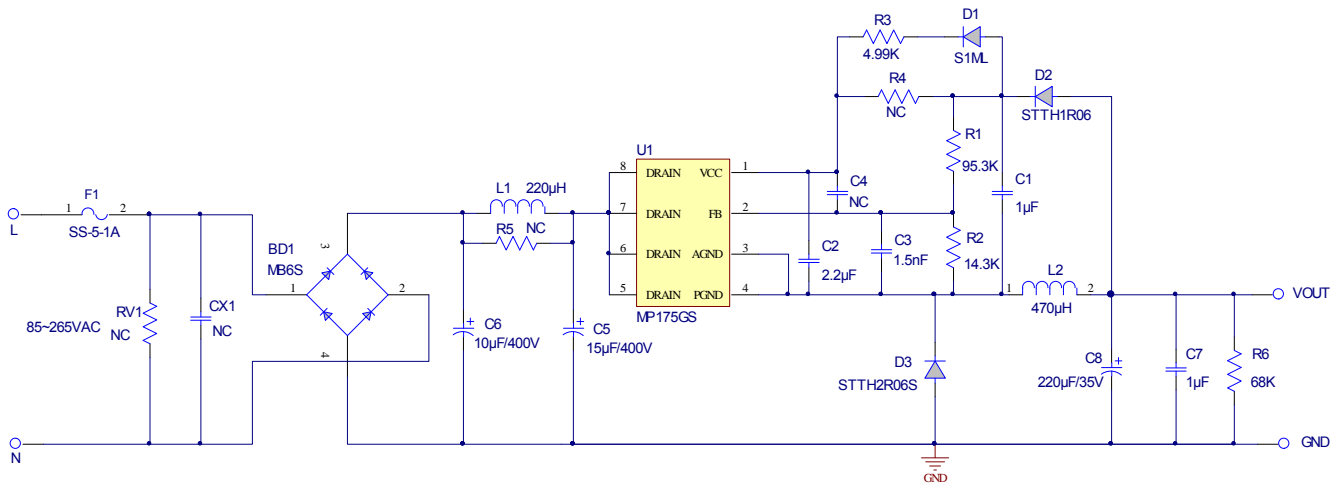 R3
4.99K
D1
S1ML
R4
NC
D2
STTH1R06
R1
95.3K
C1
1µF
U1
8 DRAIN VCC 1
7 DRAIN FB 2
6 DRAIN AGND 3
5 DRAIN PGND 4
MP175GS
C4
NC
C2
2.2µF
C3
1.5nF
R2
14.3K
L1 220µH
R5 NC
F1
1 2
L
SS-5-1A
BD1
MB6S
3
1
2
4
RV1
NC
CX1
NC
85~265VAC
C6
10µF/400V
C5
15µF/400V
L2
1 2
470µH
VOUT
D3
STTH2R06S
C8
220µF/35V
C7
1µF
R6
68K
N
GND
GND